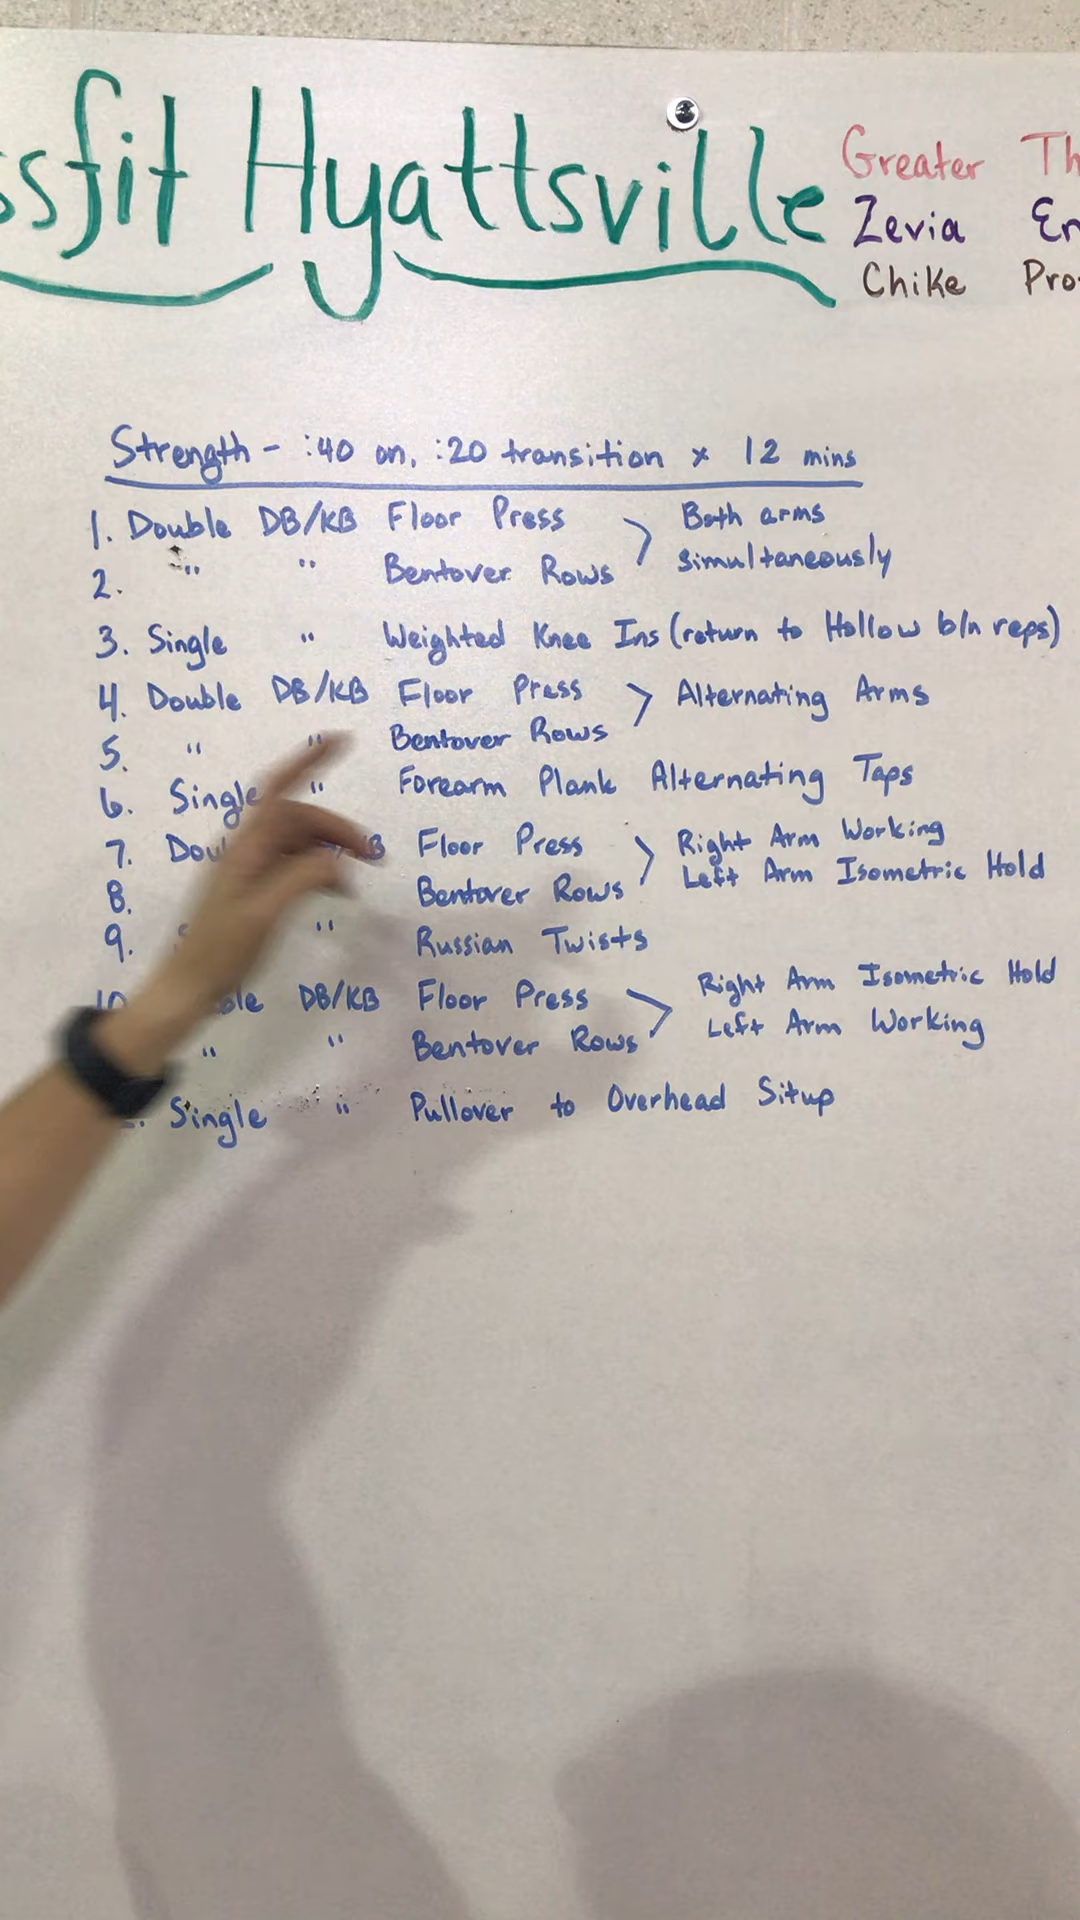 ssfit Hyattsville
Greater Th
Zevia En
Chike Pro
Strength - :40 on, :20 transition x 12 mins
1. Double DB/KB Floor Press > Both arms simultaneously
2. " " Bentover Rows
3. Single " Weighted Knee Ins (return to Hollow b/n reps)
4. Double DB/KB Floor Press > Alternating Arms
5. " " Bentover Rows
6. Single " Forearm Plank Alternating Taps
7. Dou KB Floor Press > Right Arm Working
8. Bentover Rows Left Arm Isometric Hold
9. S " Russian Twists
10. ble DB/KB Floor Press > Right Arm Isometric Hold
" " Bentover Rows Left Arm Working
Single " Pullover to Overhead Situp